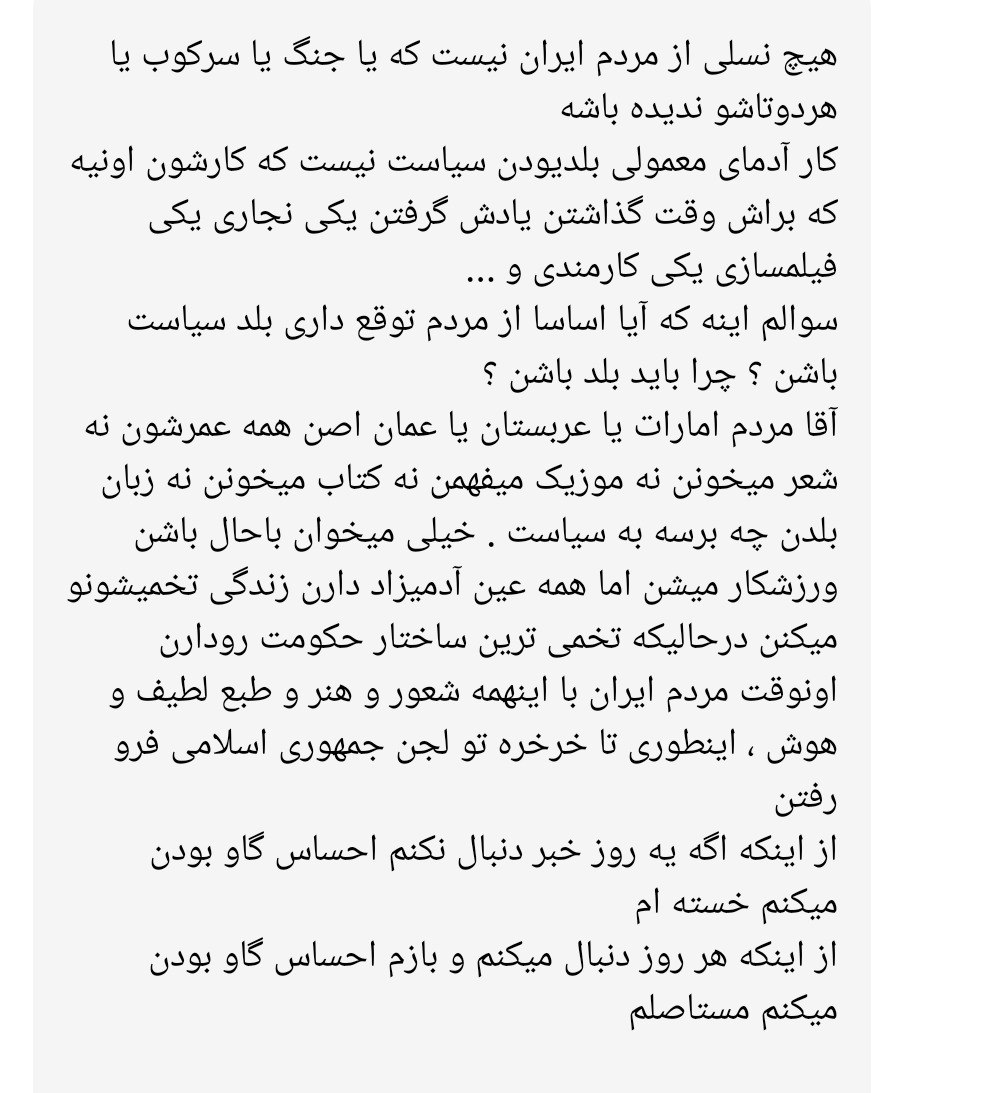 هیچ نسلی از مردم ایران نیست که یا جنگ یا سرکوب یا
هردوتاشو ندیده باشه
کار آدمای معمولی بلدبودن سیاست نیست که کارشون اونیه
که براش وقت گذاشتن یادش گرفتن یکی نجاری یکی
فیلمسازی یکی کارمندی و ...
سوالم اینه که آیا اساسا از مردم توقع داری بلد سیاست
باشن ؟ چرا باید بلد باشن ؟
آقا مردم امارات یا عربستان یا عمان اصن همه عمرشون نه
شعر میخونن نه موزیک میفهمن نه کتاب میخونن نه زبان
بلدن چه برسه به سیاست . خیلی میخوان باحال باشن
ورزشکار میشن اما همه عین آدمیزاد دارن زندگی تخمیشونو
میکنن درحالیکه تخمی ترین ساختار حکومت رودارن
اونوقت مردم ایران با اینهمه شعور و هنر و طبع لطیف و
هوش ، اینطوری تا خرخره تو لجن جمهوری اسلامی فرو
رفتن
از اینکه اگه یه روز خبر دنبال نکنم احساس گاو بودن
میکنم خسته ام
از اینکه هر روز دنبال میکنم و بازم احساس گاو بودن
میکنم مستاصلم